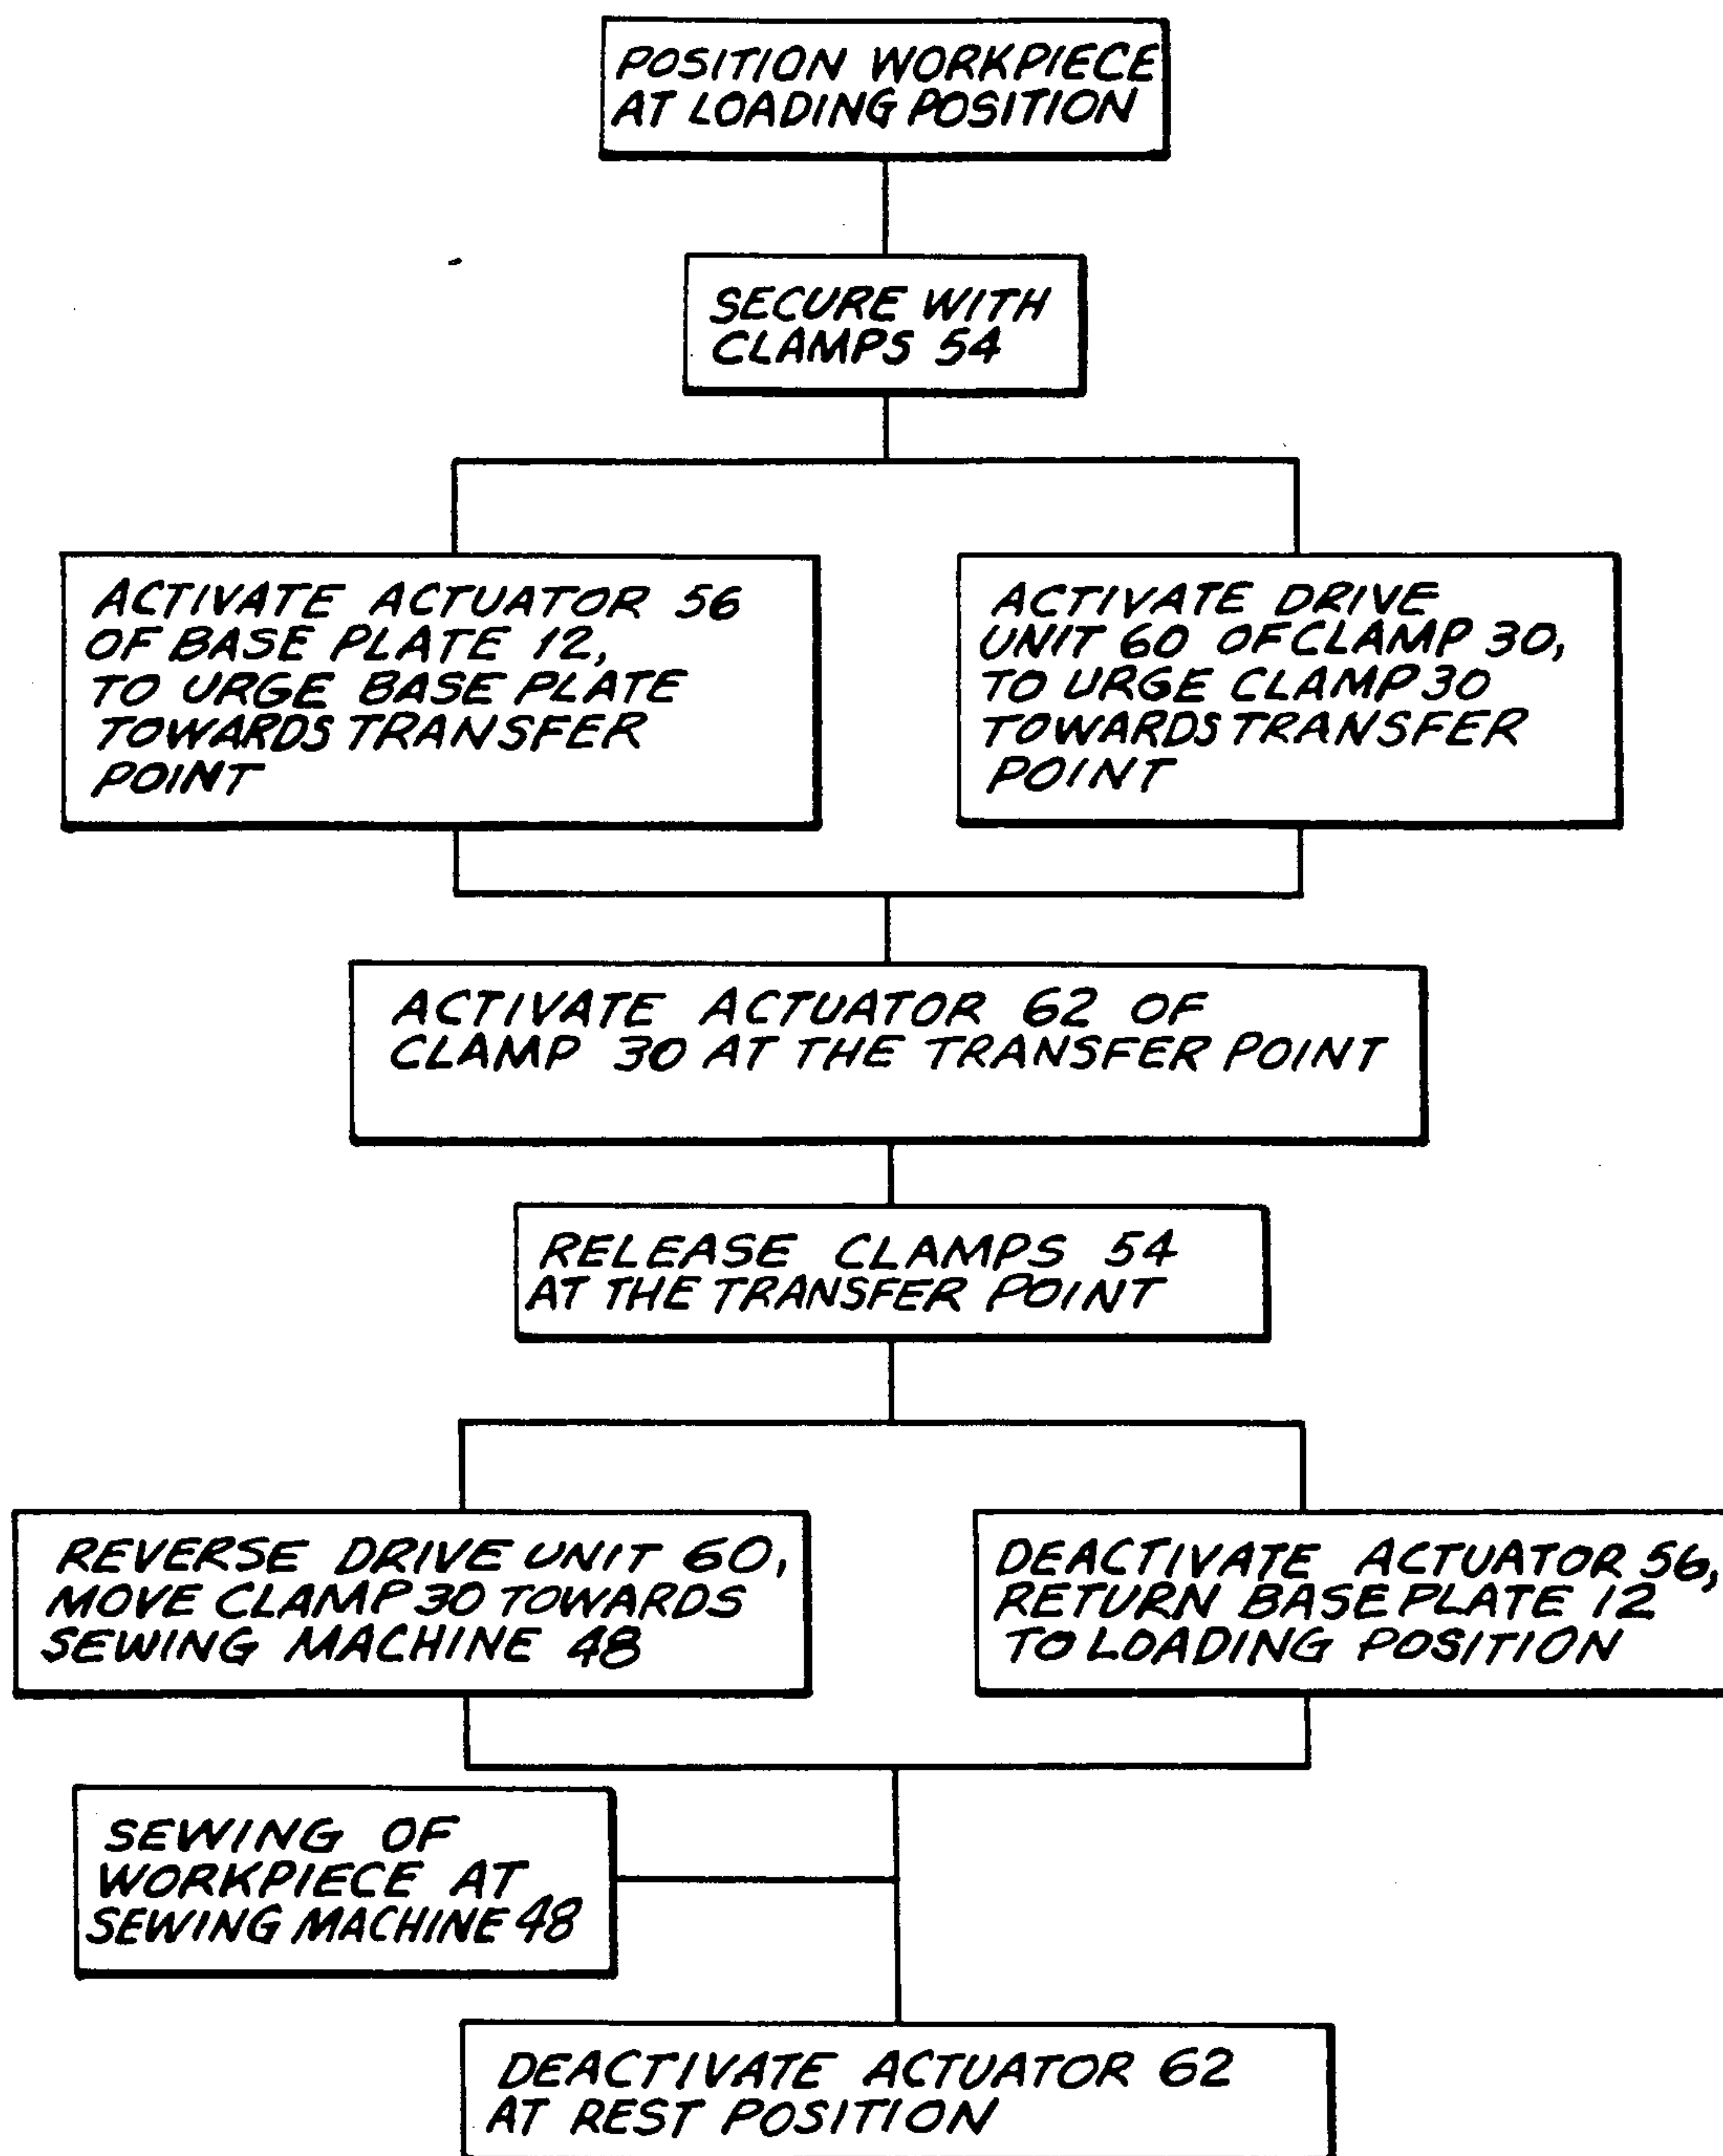 POSITION WORKPIECE
AT LOADING POSITION
SECURE WITH
CLAMPS 54
ACTIVATE ACTUATOR 56
OF BASE PLATE 12,
TO URGE BASE PLATE
TOWARDS TRANSFER
POINT
ACTIVATE DRIVE
UNIT 60 OF CLAMP 30,
TO URGE CLAMP 30
TOWARDS TRANSFER
POINT
ACTIVATE ACTUATOR 62 OF
CLAMP 30 AT THE TRANSFER POINT
RELEASE CLAMPS 54
AT THE TRANSFER POINT
REVERSE DRIVE UNIT 60,
MOVE CLAMP 30 TOWARDS
SEWING MACHINE 48
DEACTIVATE ACTUATOR 56,
RETURN BASE PLATE 12
TO LOADING POSITION
SEWING OF
WORKPIECE AT
SEWING MACHINE 48
DEACTIVATE ACTUATOR 62
AT REST POSITION